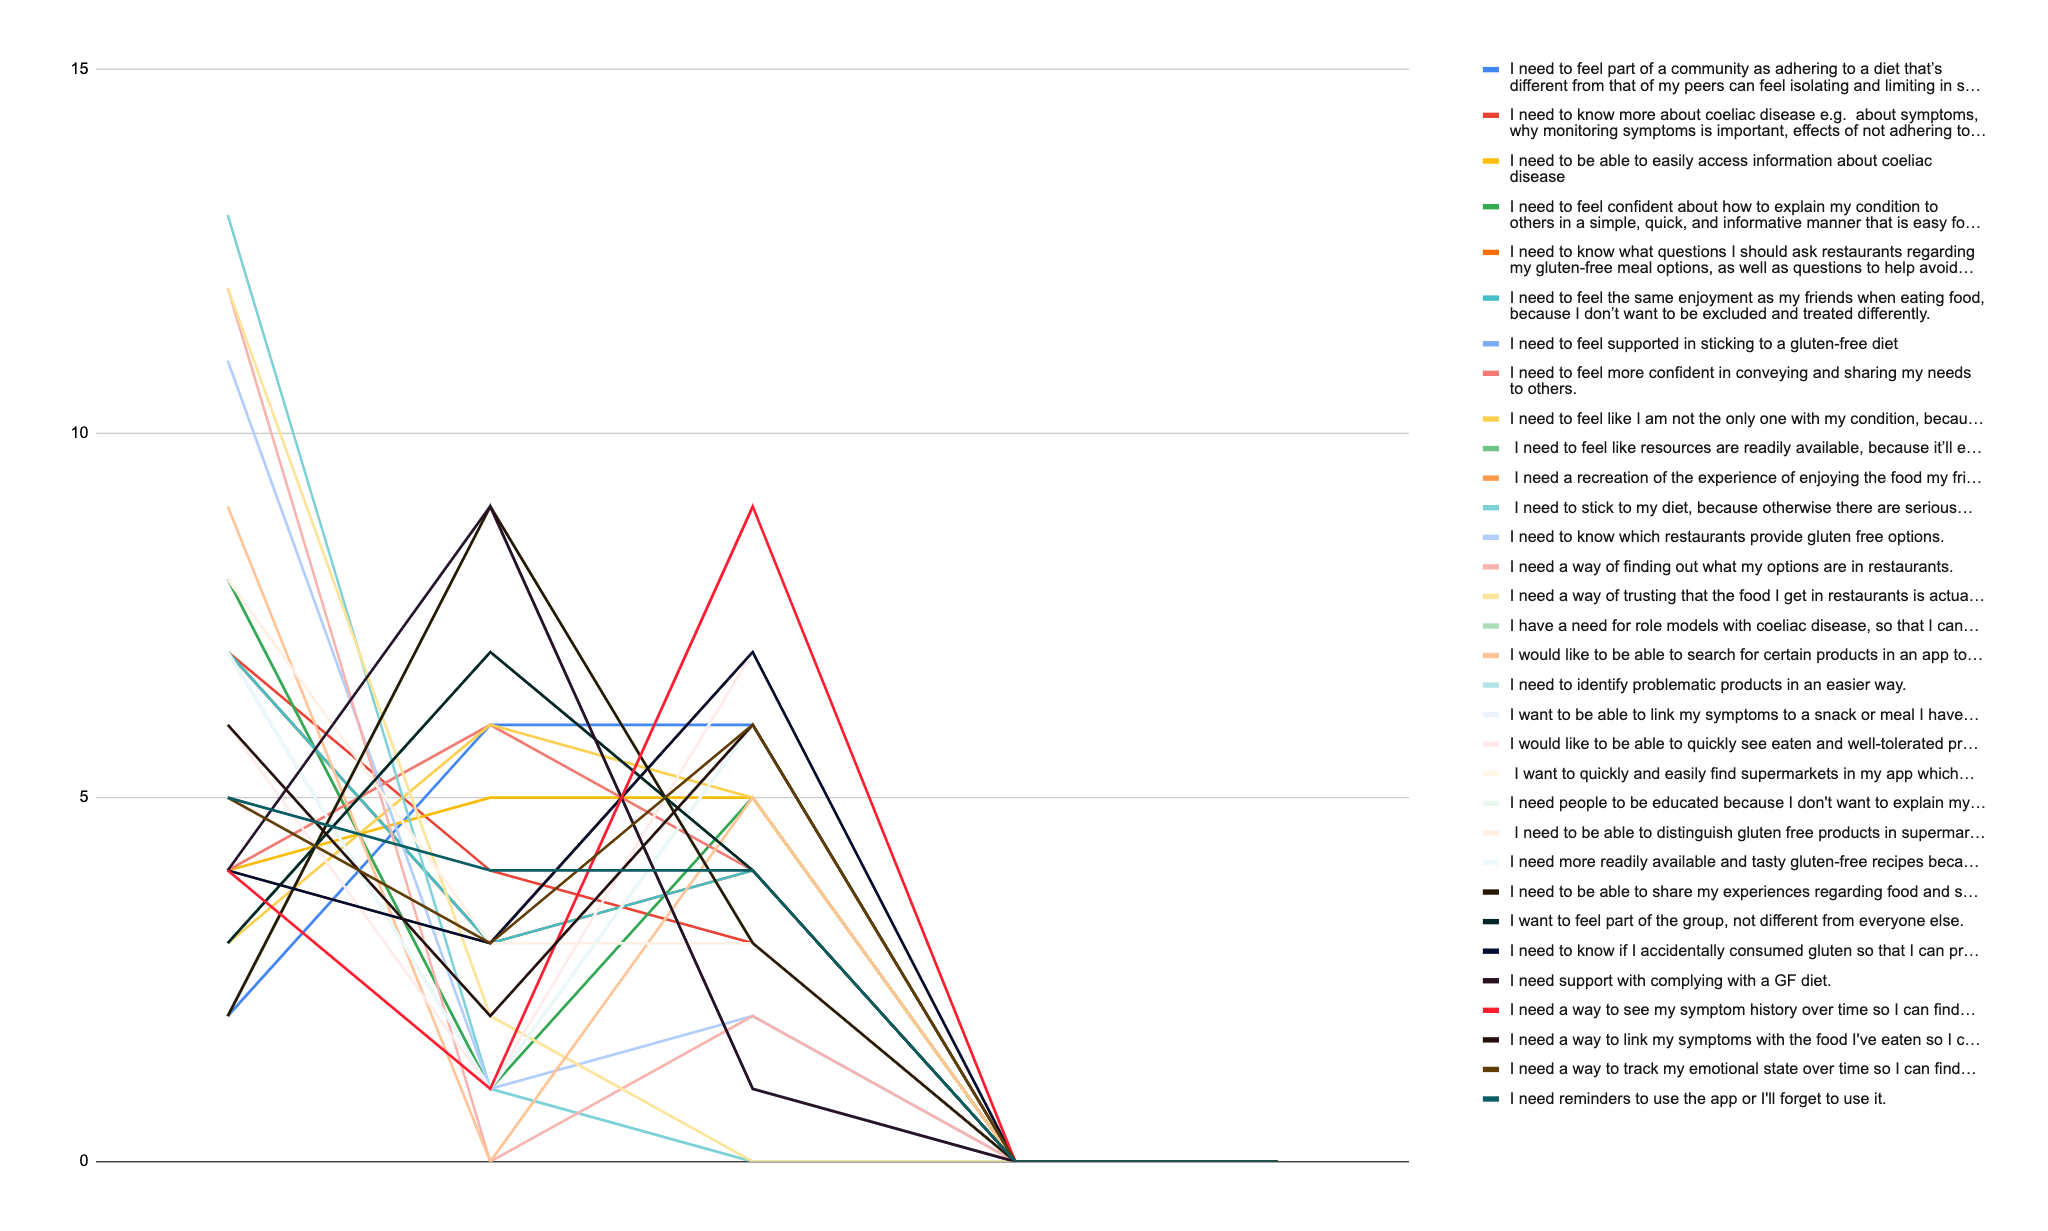 15
10
5
0
I need to feel part of a community as adhering to a diet that’s
different from that of my peers can feel isolating and limiting in s…
I need to know more about coeliac disease e.g.  about symptoms,
why monitoring symptoms is important, effects of not adhering to…
I need to be able to easily access information about coeliac
disease
I need to feel confident about how to explain my condition to
others in a simple, quick, and informative manner that is easy fo…
I need to know what questions I should ask restaurants regarding
my gluten-free meal options, as well as questions to help avoid…
I need to feel the same enjoyment as my friends when eating food,
because I don’t want to be excluded and treated differently.
I need to feel supported in sticking to a gluten-free diet
I need to feel more confident in conveying and sharing my needs
to others.
I need to feel like I am not the only one with my condition, becau…
I need to feel like resources are readily available, because it’ll e…
I need a recreation of the experience of enjoying the food my fri…
I need to stick to my diet, because otherwise there are serious…
I need to know which restaurants provide gluten free options.
I need a way of finding out what my options are in restaurants.
I need a way of trusting that the food I get in restaurants is actua…
I have a need for role models with coeliac disease, so that I can…
I would like to be able to search for certain products in an app to…
I need to identify problematic products in an easier way.
I want to be able to link my symptoms to a snack or meal I have…
I would like to be able to quickly see eaten and well-tolerated pr…
I want to quickly and easily find supermarkets in my app which…
I need people to be educated because I don't want to explain my…
I need to be able to distinguish gluten free products in supermar…
I need more readily available and tasty gluten-free recipes beca…
I need to be able to share my experiences regarding food and s…
I want to feel part of the group, not different from everyone else.
I need to know if I accidentally consumed gluten so that I can pr…
I need support with complying with a GF diet.
I need a way to see my symptom history over time so I can find…
I need a way to link my symptoms with the food I've eaten so I c…
I need a way to track my emotional state over time so I can find…
I need reminders to use the app or I'll forget to use it.